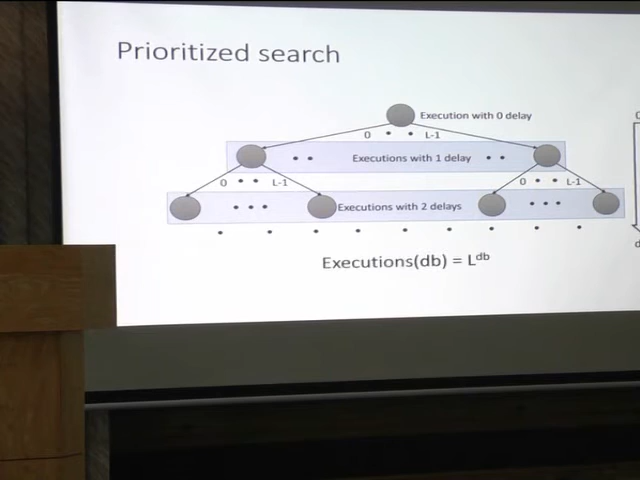 Prioritized search
Execution with 0 delay
0 • • L-1
Executions with 1 delay
0 • • L-1
0 • • L-1
Executions with 2 delays
Executions(db) = L^db